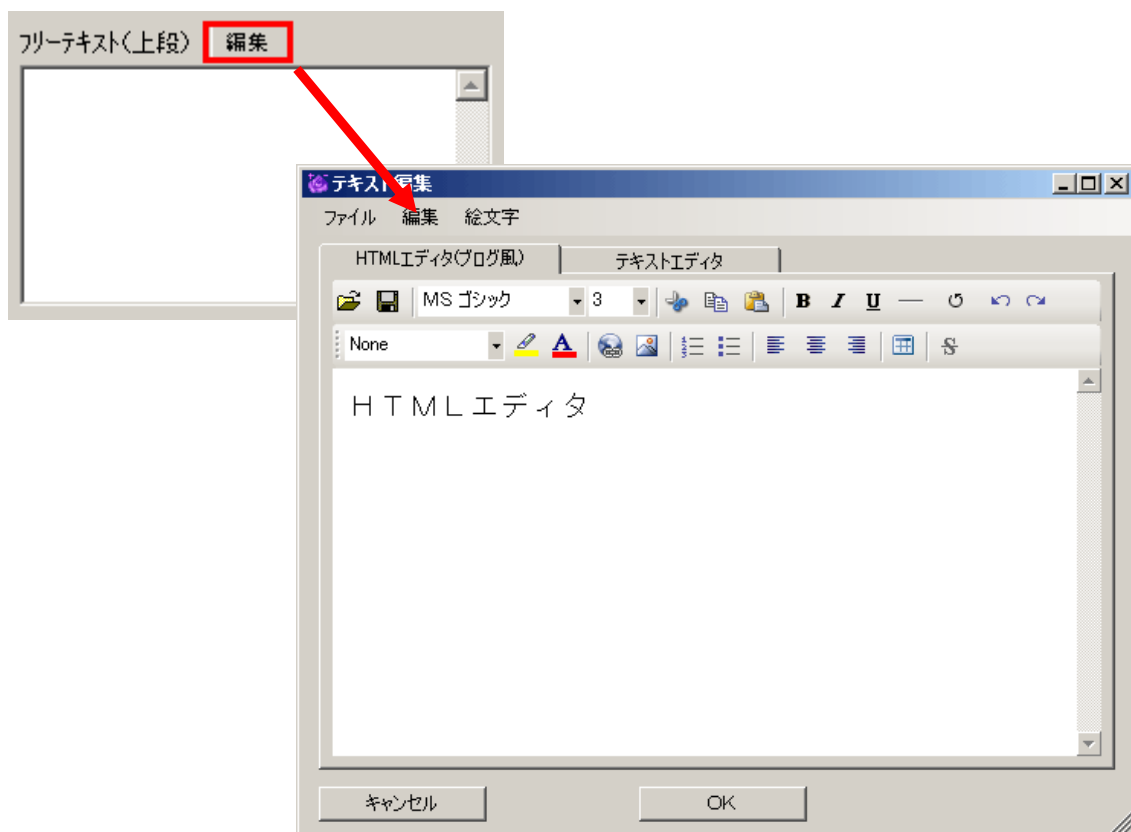 フリーテキスト(上段) 編集
テキスト編集
ファイル 編集 絵文字
HTMLエディタ(ブログ風) テキストエディタ
MS ゴシック 3 B I U
None A S
HTMLエディタ
キャンセル OK